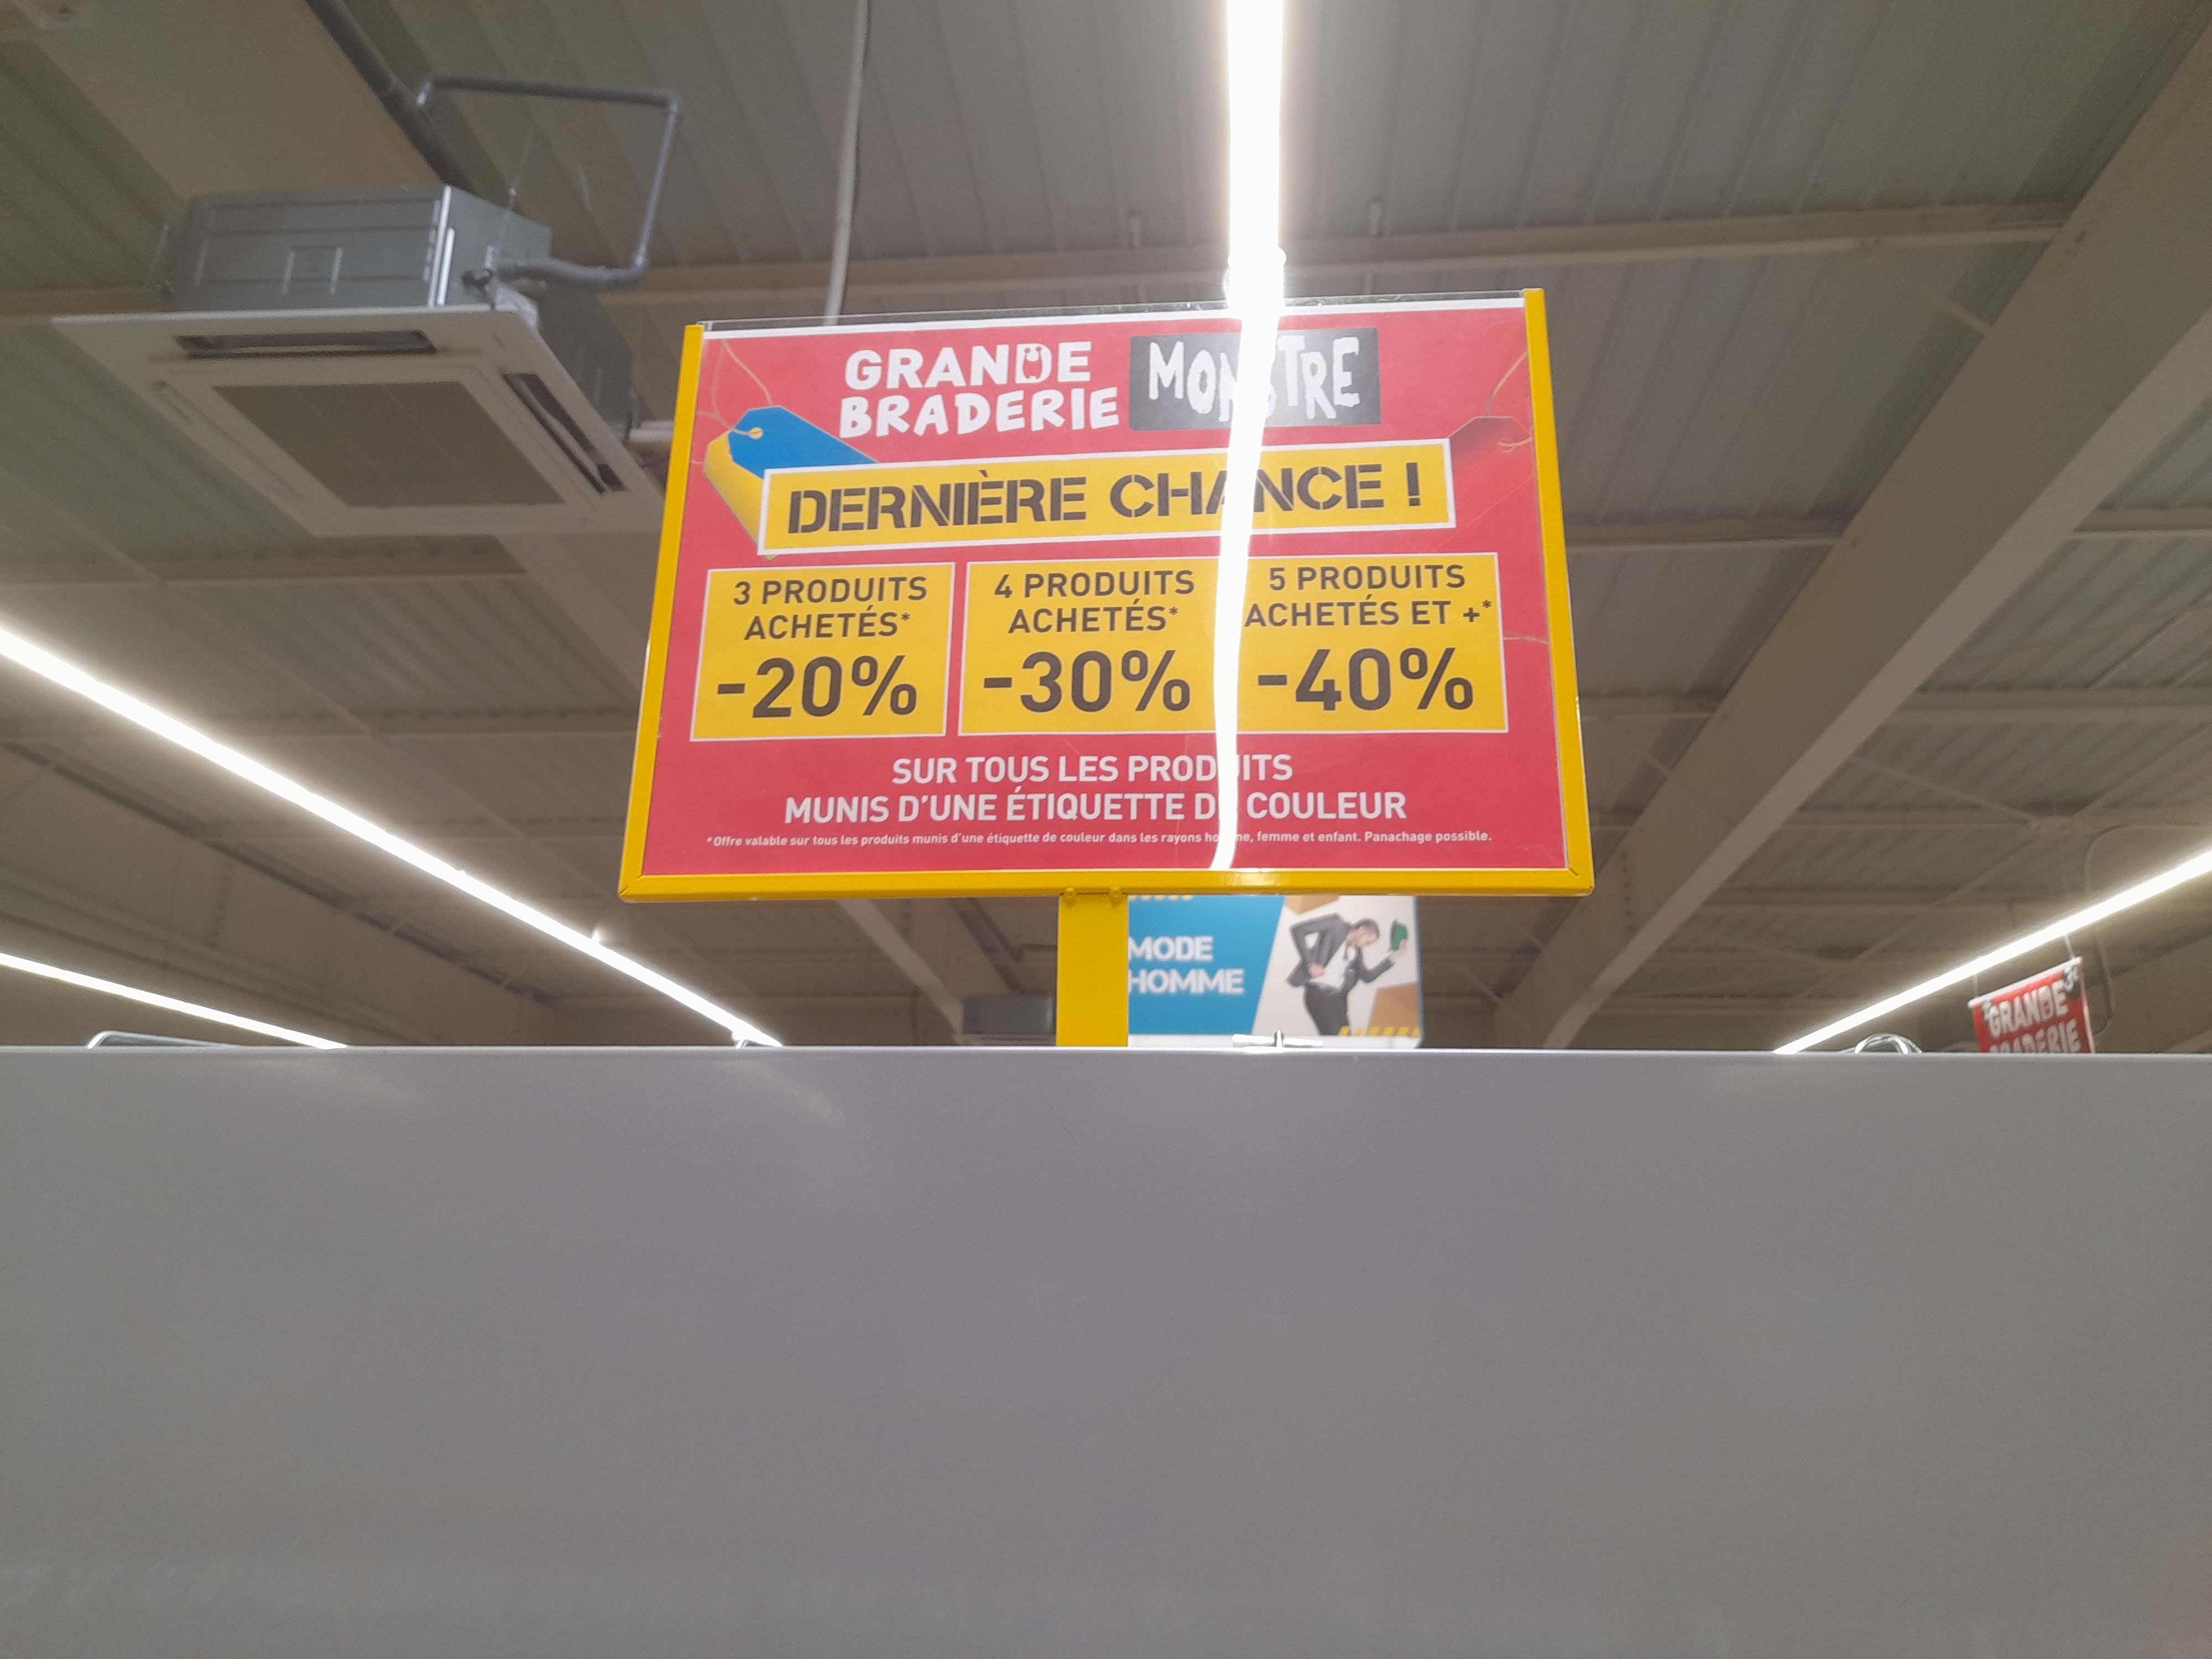 GRANDE
BRADERIE
MONSTRE
DERNIÈRE CHANCE !
3 PRODUITS
ACHETÉS*
-20%
4 PRODUITS
ACHETÉS*
-30%
5 PRODUITS
ACHETÉS ET +*
-40%
SUR TOUS LES PRODUITS
MUNIS D'UNE ÉTIQUETTE DE COULEUR
*Offre valable sur tous les produits munis d'une étiquette de couleur dans les rayons homme, femme et enfant. Panachage possible.
MODE
HOMME
GRANDE
BRADERIE